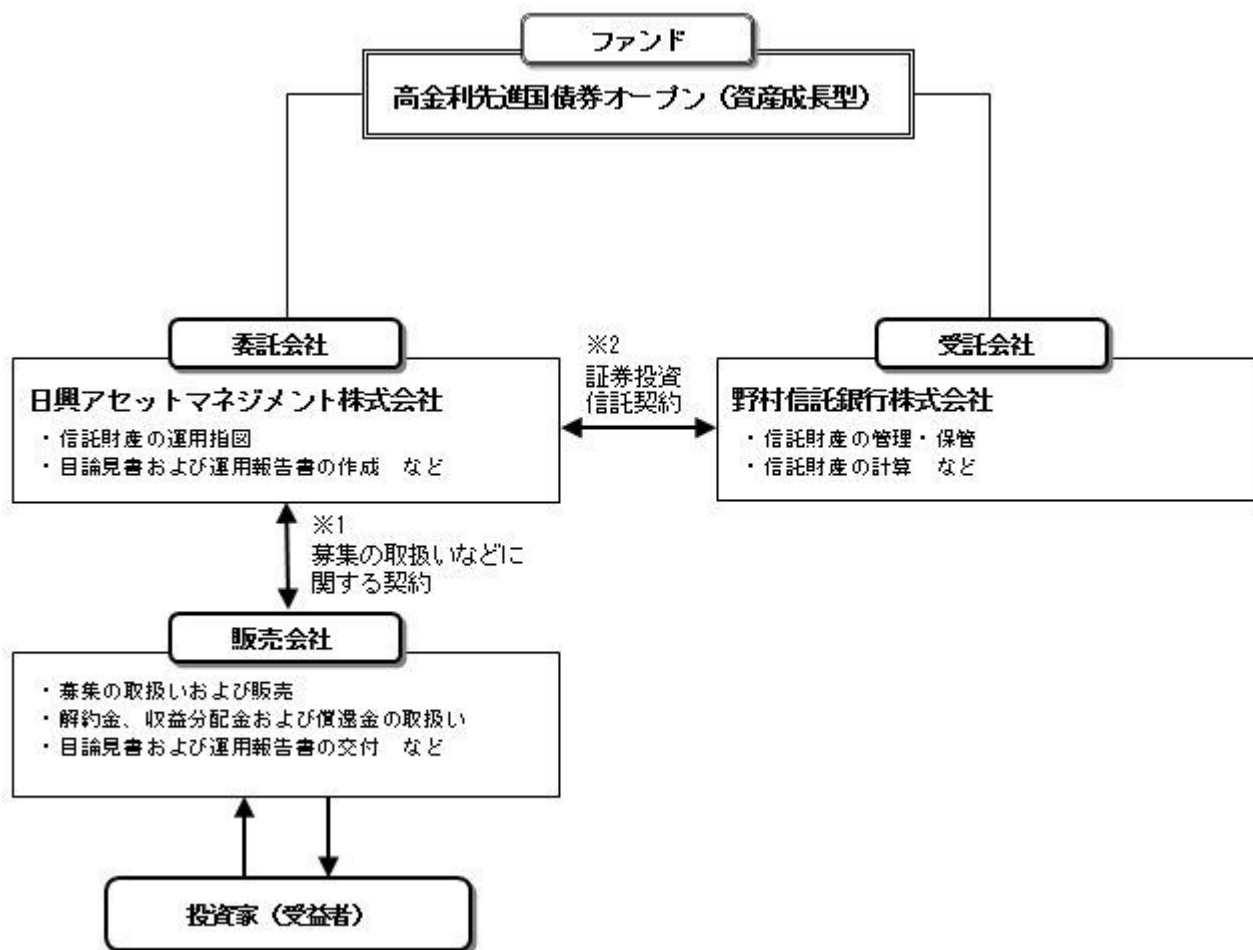 ファンド
高金利先進国債券オープン（資産成長型）
委託会社
日興アセットマネジメント株式会社
・信託財産の運用指図
・目論見書および運用報告書の作成　など
※2
証券投資
信託契約
受託会社
野村信託銀行株式会社
・信託財産の管理・保管
・信託財産の計算　など
※1
募集の取扱いなどに
関する契約
販売会社
・募集の取扱いおよび販売
・解約金、収益分配金および償還金の取扱い
・目論見書および運用報告書の交付　など
投資家（受益者）